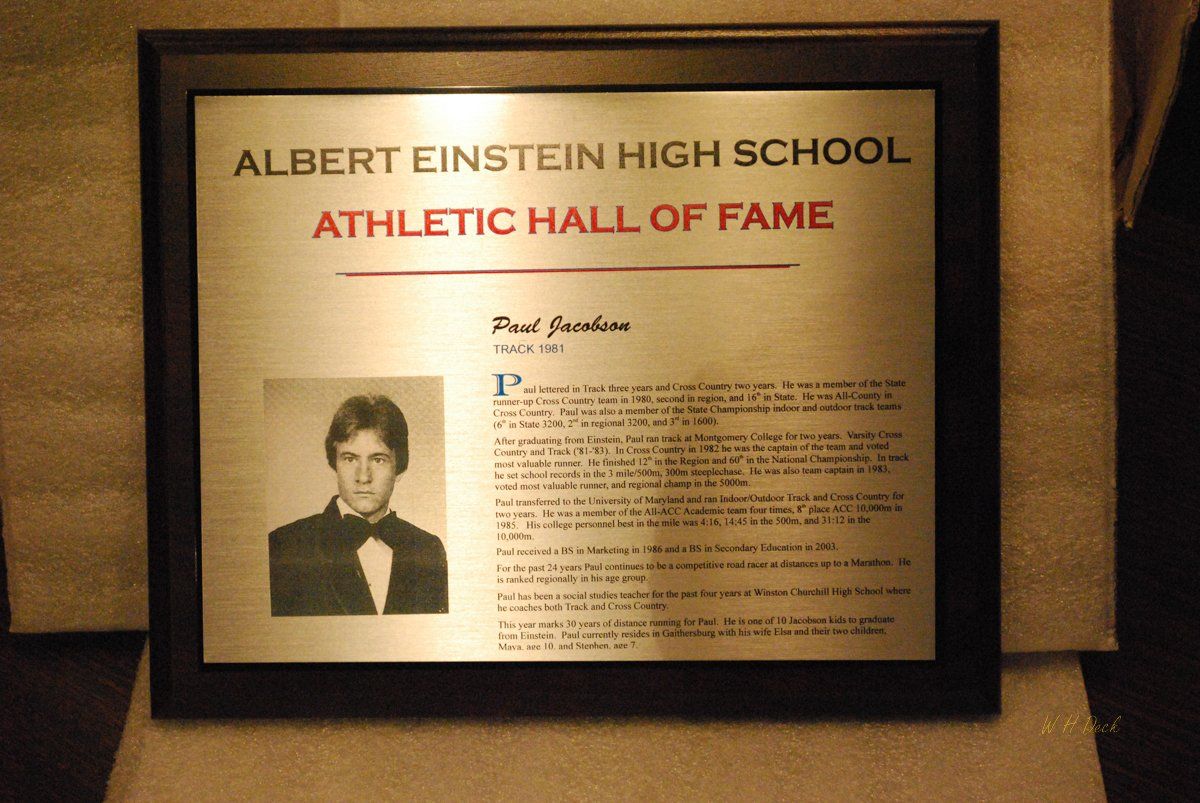 ALBERT EINSTEIN HIGH SCHOOL
ATHLETIC HALL OF FAME
Paul Jacobson
TRACK 1981
Paul lettered in Track three years and Cross Country two years. He was a member of the State
runner-up Cross Country team in 1980, second in region, and 16th in State. He was All-County in
Cross Country. Paul was also a member of the State Championship indoor and outdoor track teams
(6th in State 3200, 2nd in regional 3200, and 3rd in 1600).
After graduating from Einstein, Paul ran track at Montgomery College for two years. Varsity Cross
Country and Track ('81-'83). In Cross Country in 1982 he was the captain of the team and voted
most valuable runner. He finished 12th in the Region and 60th in the National Championship. In track
he set school records in the 3 mile/500m, 300m steeplechase. He was also team captain in 1983,
voted most valuable runner, and regional champ in the 5000m.
Paul transferred to the University of Maryland and ran Indoor/Outdoor Track and Cross Country for
two years. He was a member of the All-ACC Academic team four times, 8th place ACC 10,000m in
1985. His college personnel best in the mile was 4:16, 14:45 in the 500m, and 31:12 in the
10,000m.
Paul received a BS in Marketing in 1986 and a BS in Secondary Education in 2003.
For the past 24 years Paul continues to be a competitive road racer at distances up to a Marathon. He
is ranked regionally in his age group.
Paul has been a social studies teacher for the past four years at Winston Churchill High School where
he coaches both Track and Cross Country.
This year marks 30 years of distance running for Paul. He is one of 10 Jacobson kids to graduate
from Einstein. Paul currently resides in Gaithersburg with his wife Elsa and their two children,
Maya, age 10, and Stephen, age 7.
W H Deck